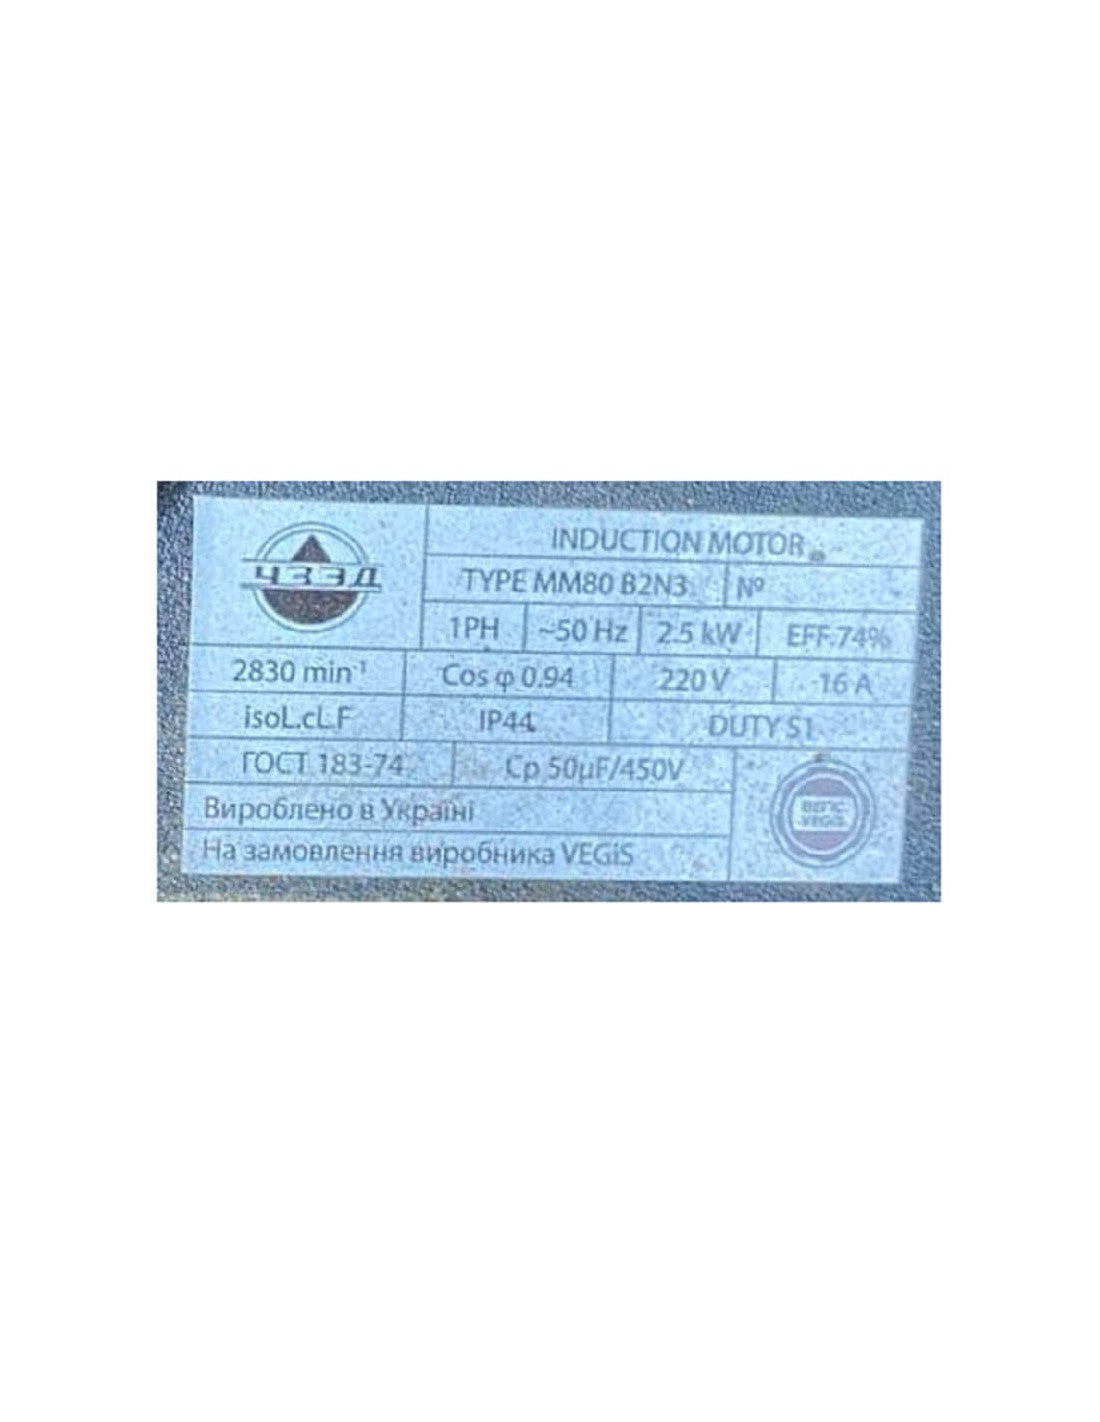 INDUCTION MOTOR
ЧЗЭД
TYPE MM80 B2N3 Nº
1PH ~50 Hz 2.5 kW EFF.74%
2830 min⁻¹ Cos φ 0.94 220 V 16 A
isoL.cL.F IP44 DUTY S1
ГОСТ 183-74 Cp 50µF/450V
Вироблено в Україні
ВЕГІС
VEGIS
На замовлення виробника VEGiS